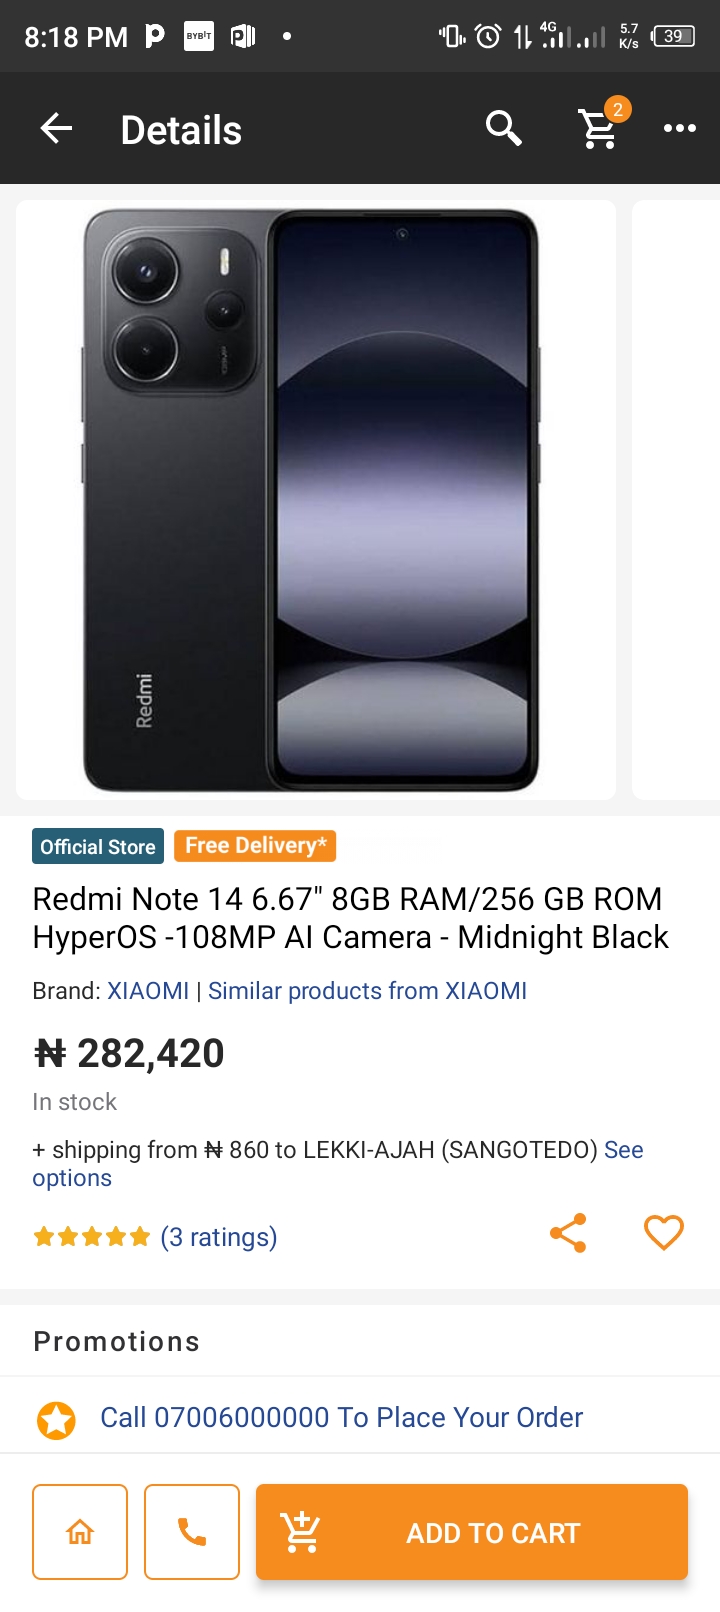 8:18 PM
BYBIT
4G
5.7
K/s
39
Details
2
Redmi
Official Store
Free Delivery*
Redmi Note 14 6.67" 8GB RAM/256 GB ROM
HyperOS -108MP AI Camera - Midnight Black
Brand: XIAOMI | Similar products from XIAOMI
₦ 282,420
In stock
+ shipping from ₦ 860 to LEKKI-AJAH (SANGOTEDO) See
options
(3 ratings)
Promotions
Call 07006000000 To Place Your Order
ADD TO CART